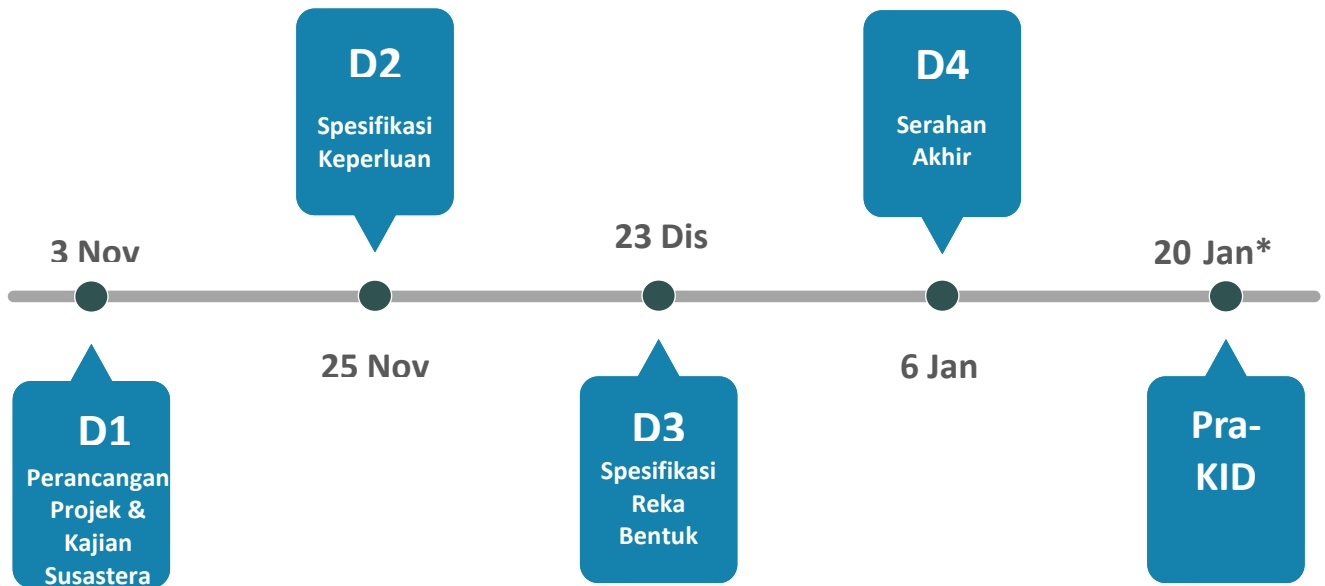 D2
Spesifikasi
Keperluan
D4
Serahan
Akhir
3 Nov
23 Dis
20 Jan*
25 Nov
6 Jan
D1
Perancangan
Projek &
Kajian
Susastera
D3
Spesifikasi
Reka
Bentuk
Pra-
KID